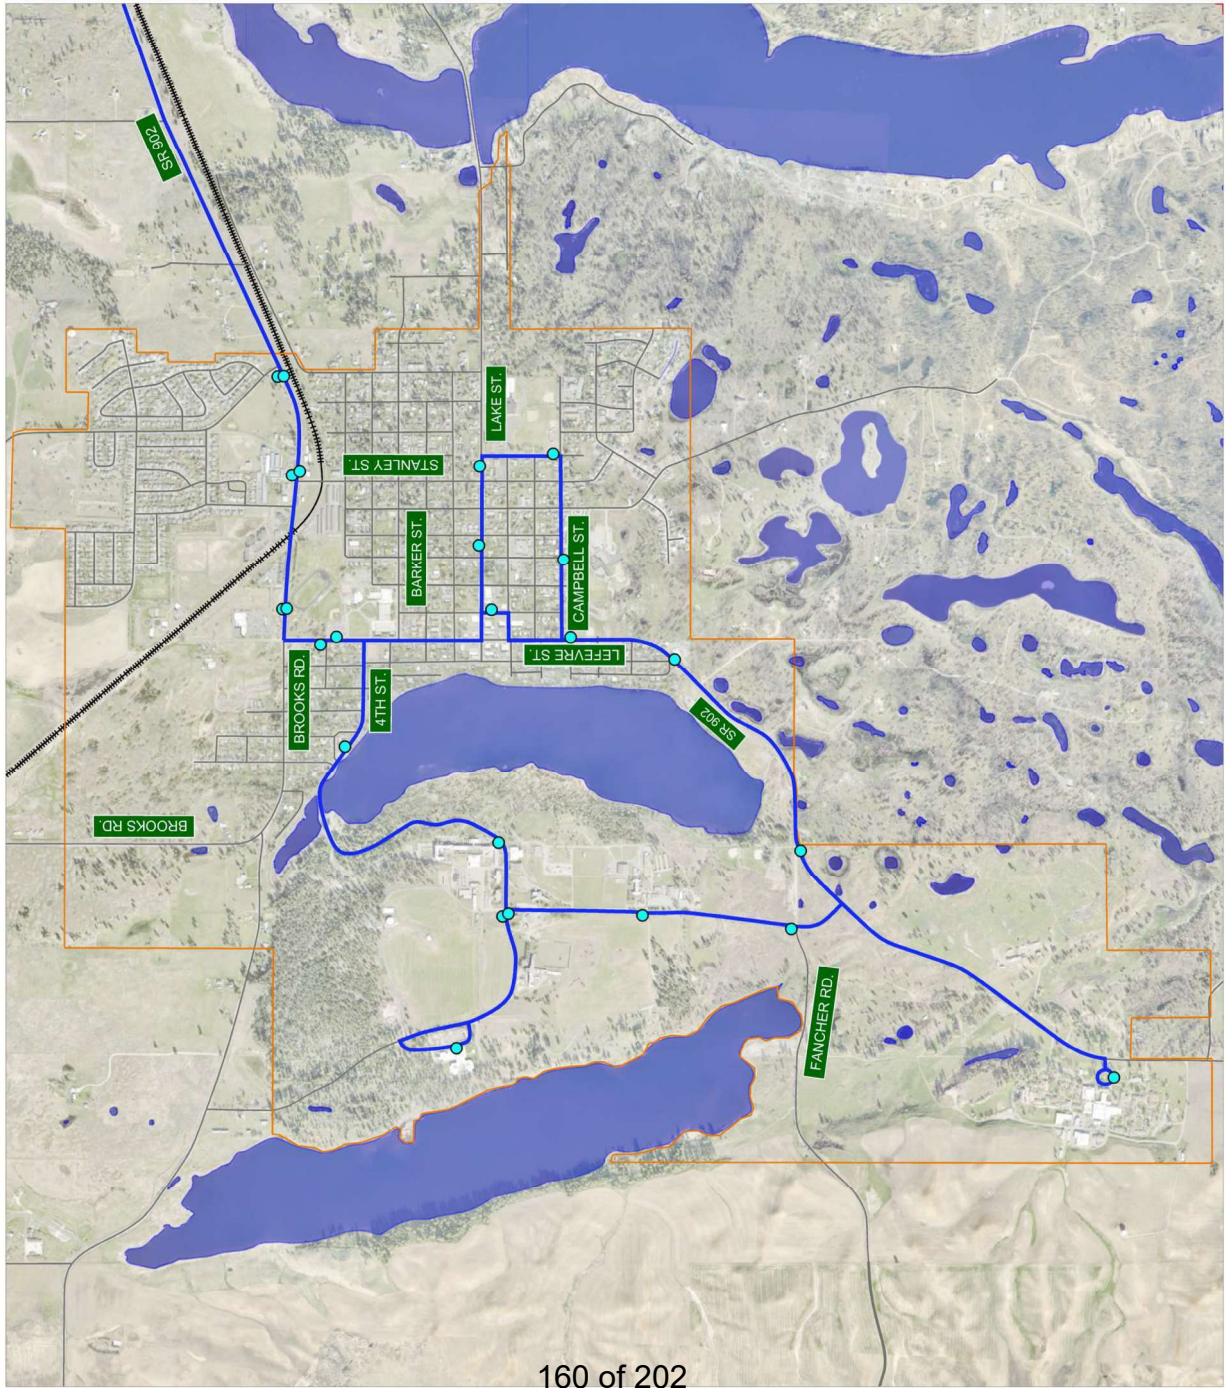 SR 902
LAKE ST.
STANLEY ST.
BARKER ST.
CAMPBELL ST.
LEFEVRE ST.
BROOKS RD.
4TH ST.
SR 902
BROOKS RD.
FANCHER RD.
160 of 202